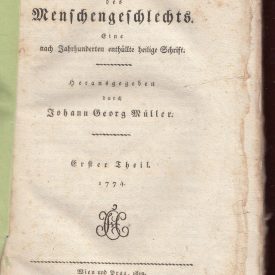 des
Menschengeschlechts.
Eine
nach Jahrhunderten enthüllte heilige Schrift.
Herausgegeben
durch
Johann Georg Müller.
Erster Theil.
1774
Wien und Prag,